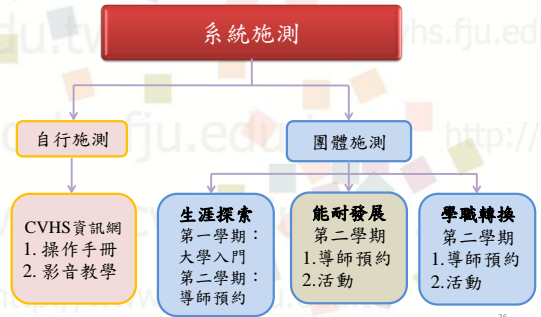 系統施測
自行施測
團體施測
CVHS資訊網
1. 操作手冊
2. 影音教學
生涯探索
第一學期：
大學入門
第二學期：
導師預約
能耐發展
第二學期
1.導師預約
2.活動
學職轉換
第二學期
1.導師預約
2.活動
26